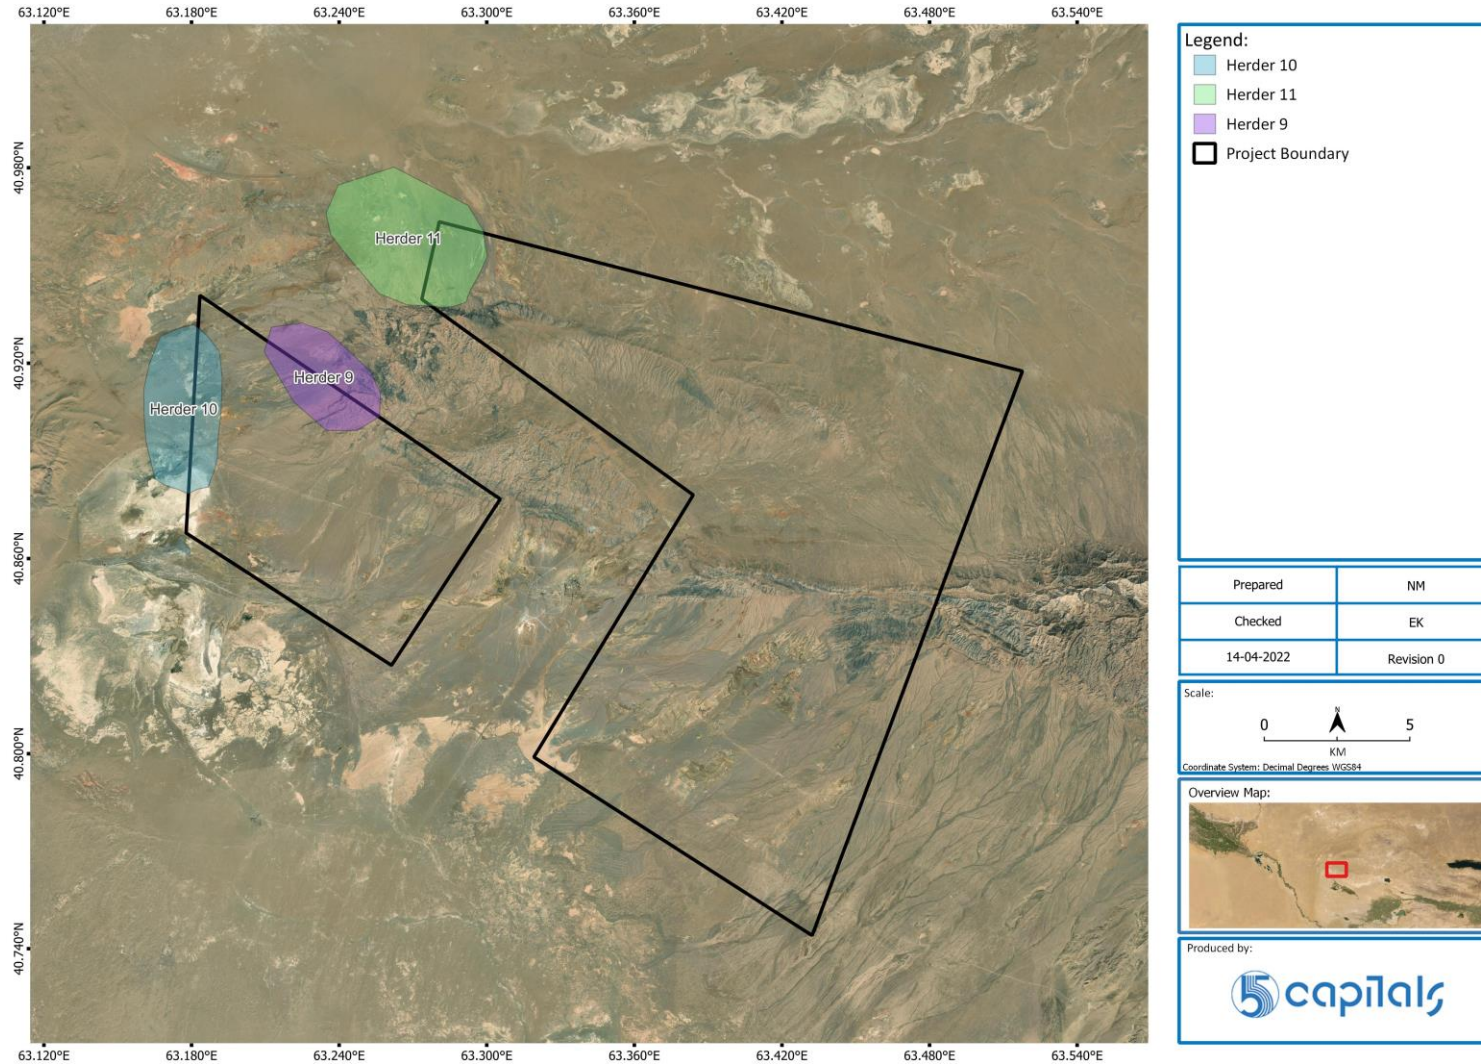 63.120°E 63.180°E 63.240°E 63.300°E 63.360°E 63.420°E 63.480°E 63.540°E
40.980°N
40.920°N
40.860°N
40.800°N
40.740°N
Herder 11
Herder 9
Herder 10
63.120°E 63.180°E 63.240°E 63.300°E 63.360°E 63.420°E 63.480°E 63.540°E
Legend:
Herder 10
Herder 11
Herder 9
Project Boundary
Prepared NM
Checked EK
14-04-2022 Revision 0
Scale:
N
0 5
KM
Coordinate System: Decimal Degrees WGS84
Overview Map:
Produced by:
5 capitals